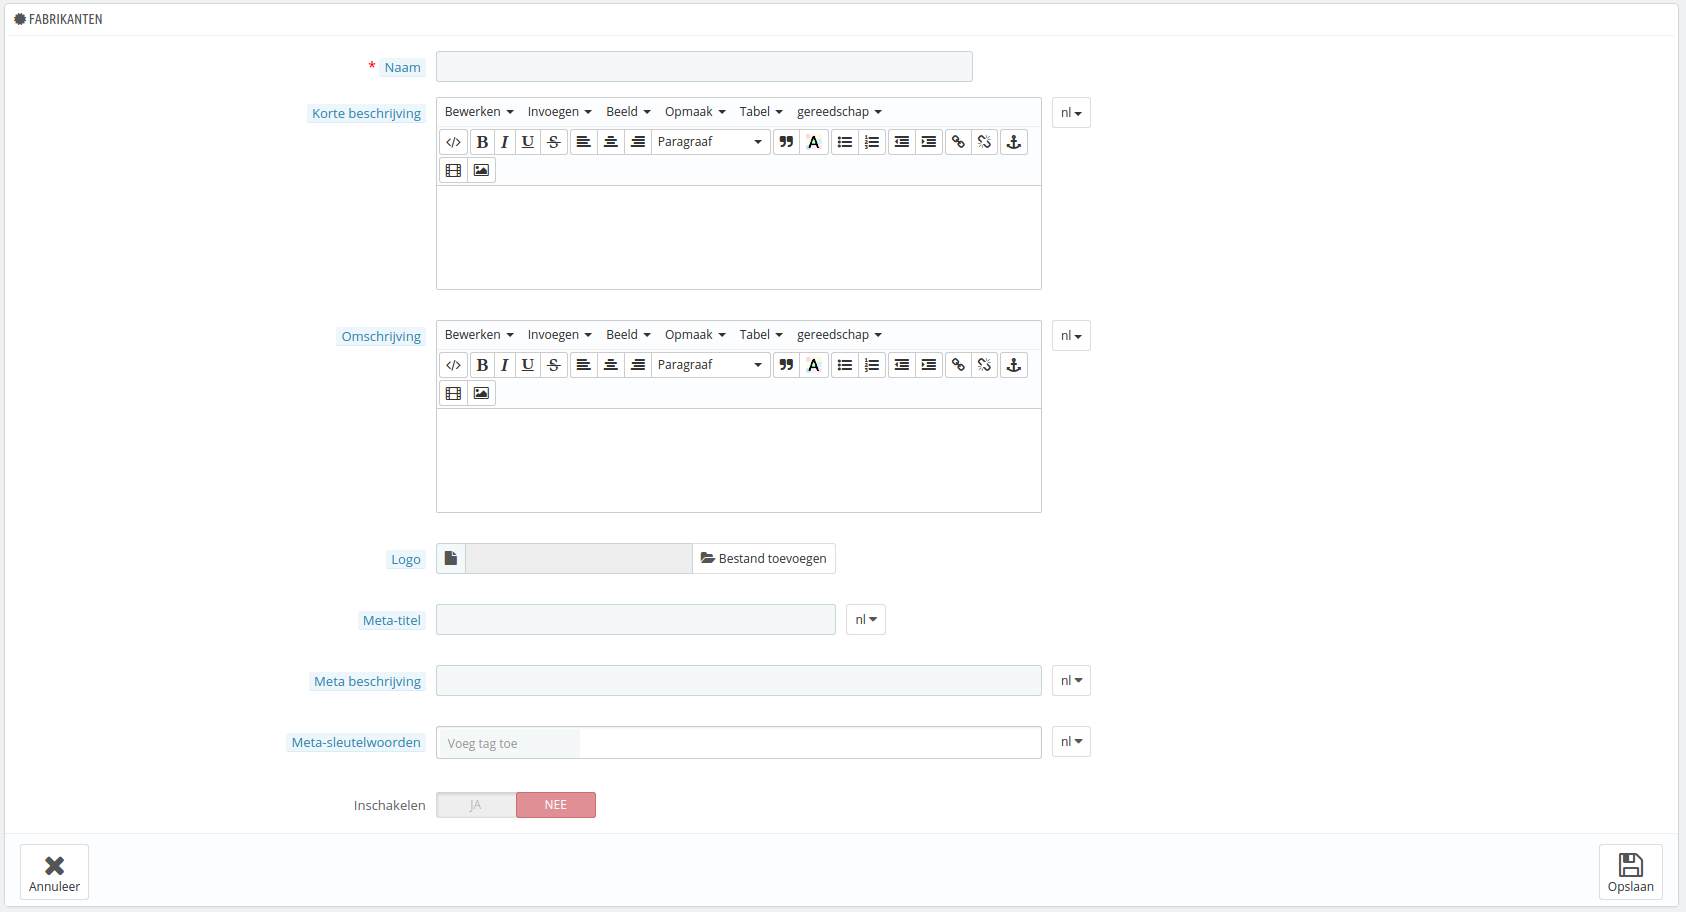 FABRIKANTEN
* Naam
Korte beschrijving
Bewerken Invoegen Beeld Opmaak Tabel gereedschap
nl
B I U S Paragraaf A
Omschrijving
Bewerken Invoegen Beeld Opmaak Tabel gereedschap
nl
B I U S Paragraaf A
Logo Bestand toevoegen
Meta-titel nl
Meta beschrijving nl
Meta-sleutelwoorden Voeg tag toe nl
Inschakelen JA NEE
Annuleer Opslaan